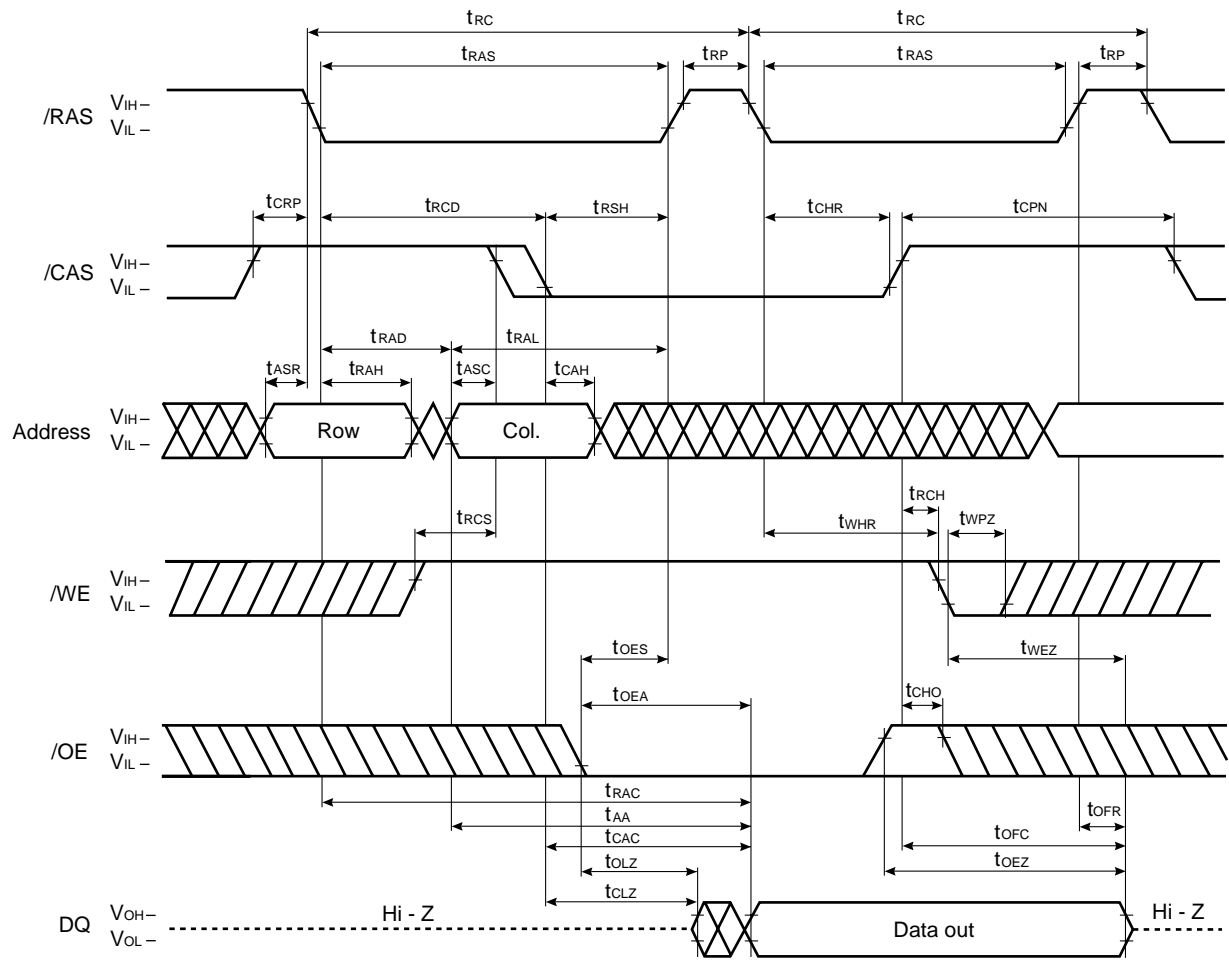 tRC tRC
tRAS tRP tRAS tRP
/RAS VIH–
VIL –
tCRP tRCD tRSH tCHR tCPN
/CAS VIH–
VIL –
tRAD tRAL
tASR tRAH tASC tCAH
Address VIH–
VIL –
Row Col.
tRCH
tRCS tWHR tWPZ
/WE VIH–
VIL –
tOES tWEZ
tOEA tCHO
/OE VIH–
VIL –
tRAC
tAA tOFR
tCAC tOFC
tOLZ tOEZ
tCLZ
DQ VOH–
VOL –
Hi - Z Data out Hi - Z